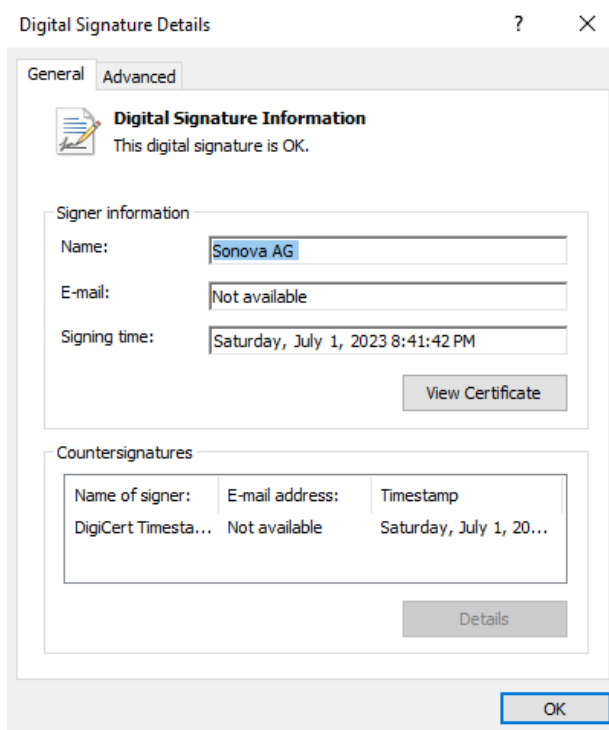 Digital Signature Details ? ×
General Advanced
Digital Signature Information
This digital signature is OK.
Signer information
Name: Sonova AG
E-mail: Not available
Signing time: Saturday, July 1, 2023 8:41:42 PM
View Certificate
Countersignatures
Name of signer: E-mail address: Timestamp
DigiCert Timesta... Not available Saturday, July 1, 20...
Details
OK